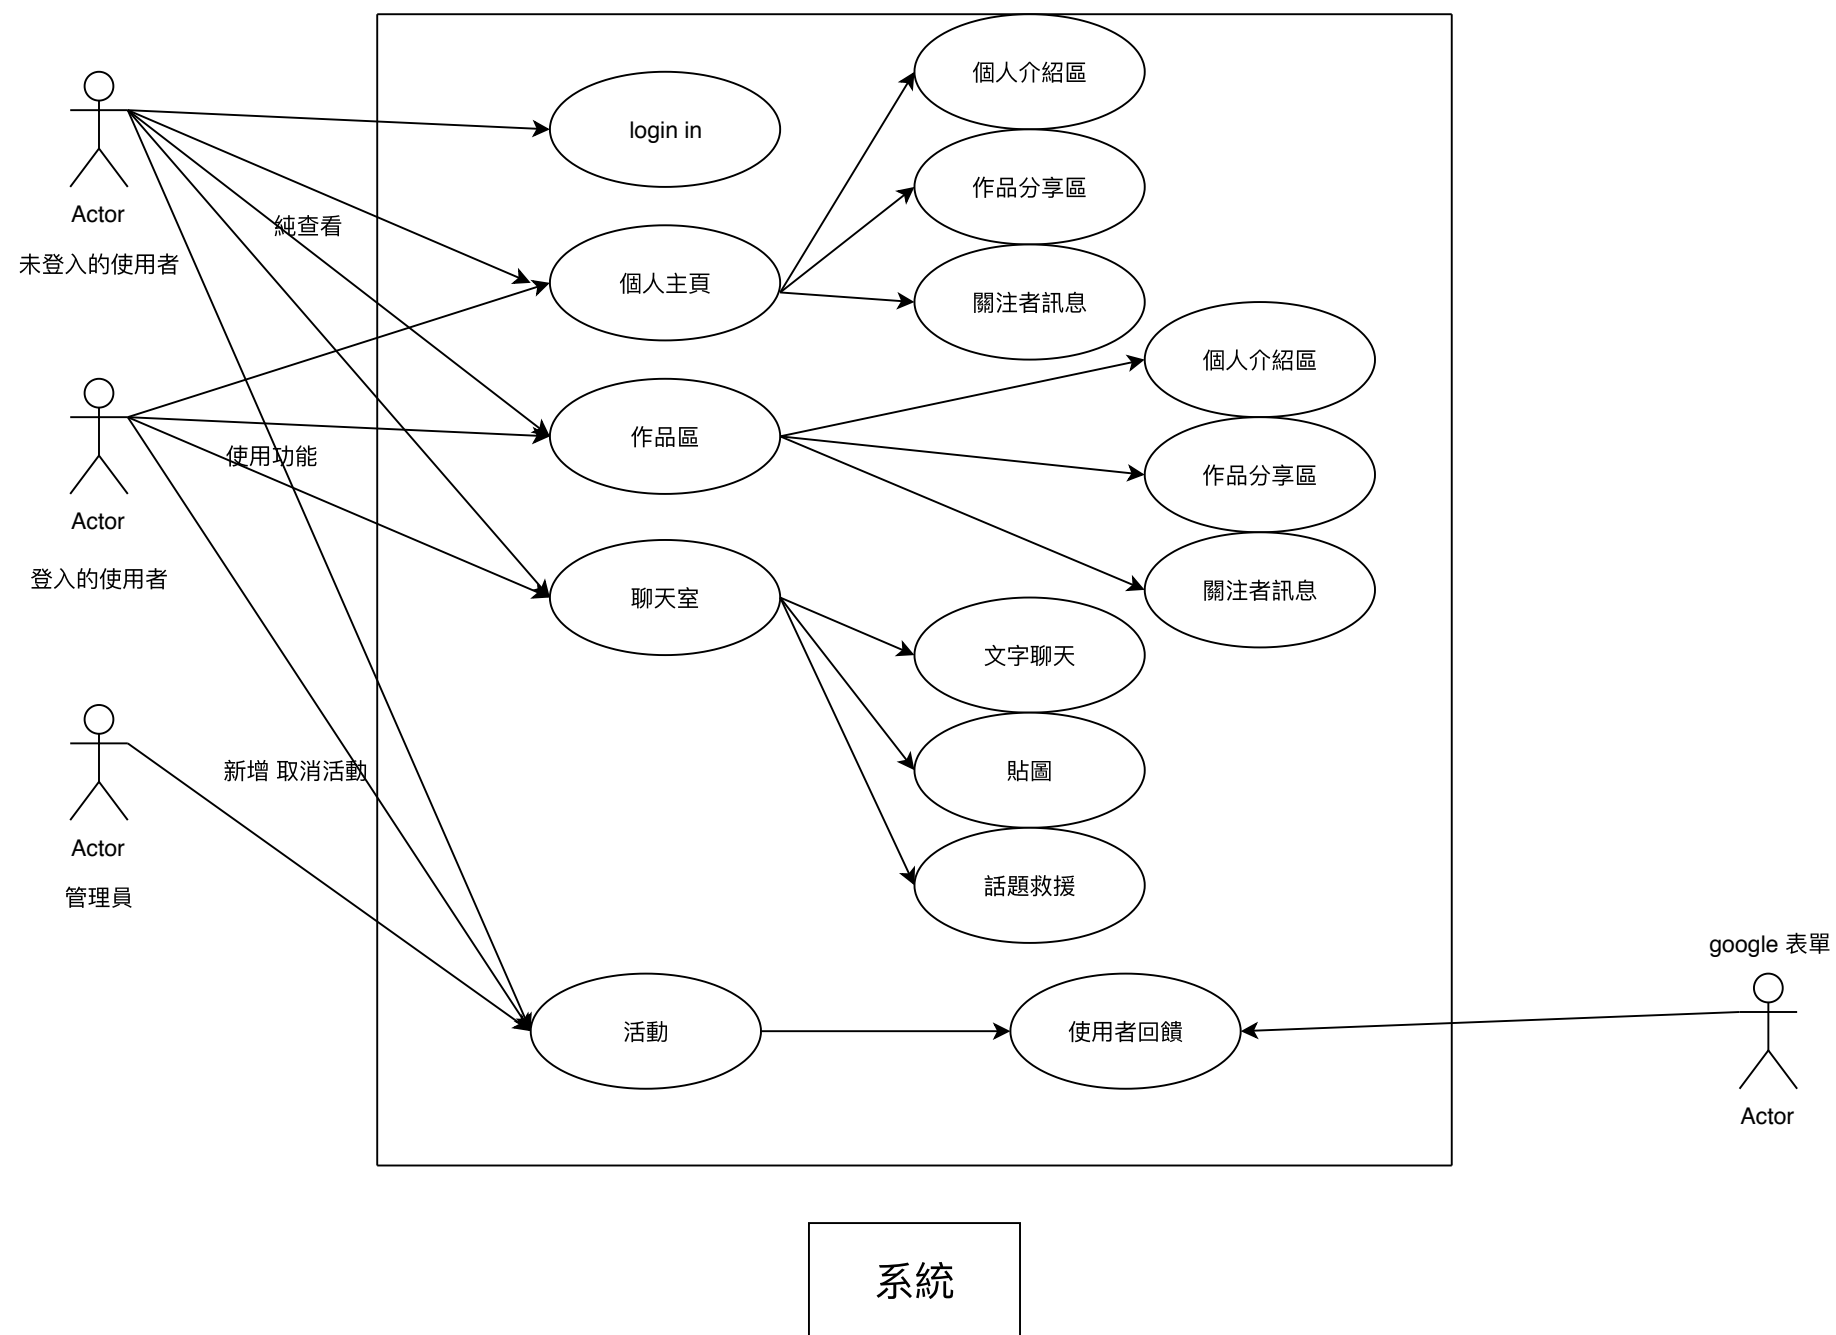 個人介紹區
login in
作品分享區
Actor
純查看
未登入的使用者
個人主頁
關注者訊息
個人介紹區
作品區
使用功能
作品分享區
Actor
登入的使用者
聊天室
關注者訊息
文字聊天
新增 取消活動
貼圖
Actor
管理員
話題救援
google 表單
活動
使用者回饋
Actor
系統